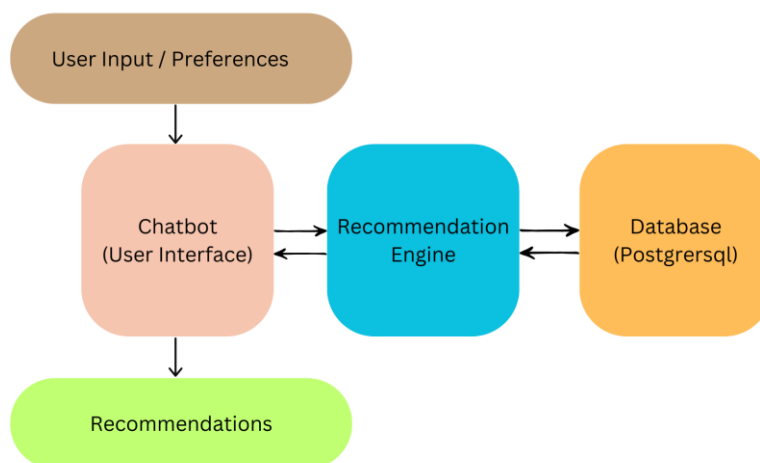 User Input / Preferences
Chatbot
(User Interface)
Recommendation
Engine
Database
(Postgrersql)
Recommendations